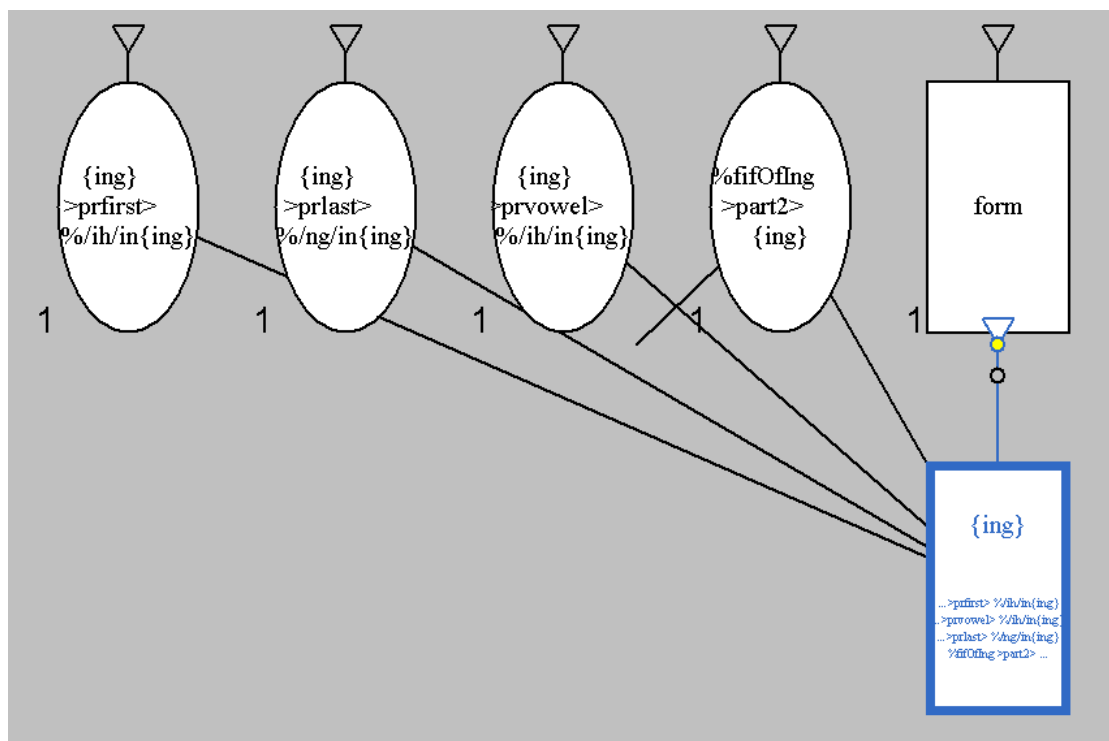 {ing}
>prfirst>
%/ih/in{ing}
1
{ing}
>prlast>
%/ng/in{ing}
1
{ing}
>prvowel>
%/ih/in{ing}
1
%fifOfIng
>part2>
{ing}
1
form
1
{ing}
...>prfirst> %/ih/in{ing}
...>prvowel> %/ih/in{ing}
...>prlast> %/ng/in{ing}
%fifOfIng >part2> ...